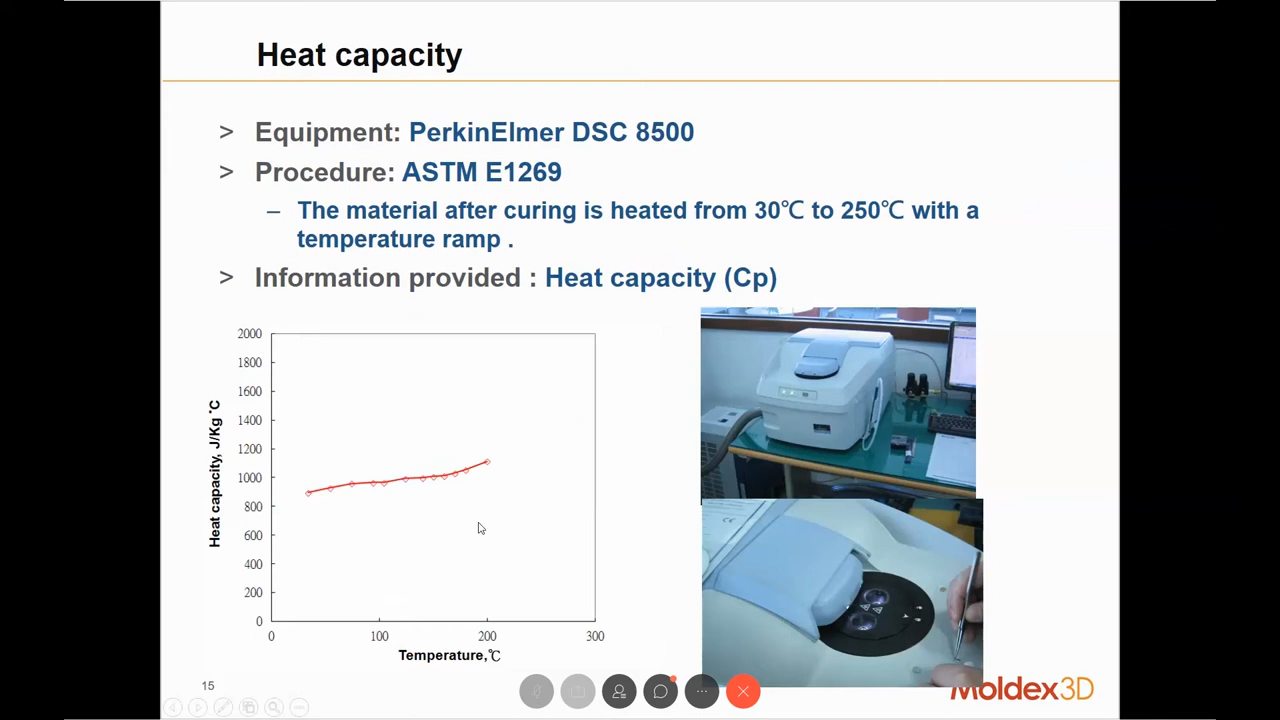 Heat capacity
> Equipment: PerkinElmer DSC 8500
> Procedure: ASTM E1269
– The material after curing is heated from 30℃ to 250℃ with a
temperature ramp .
> Information provided : Heat capacity (Cp)
2000
1800
1600
1400
1200
1000
800
600
400
200
0
Heat capacity, J/Kg ℃
0 100 200 300
Temperature,℃
15
Moldex3D